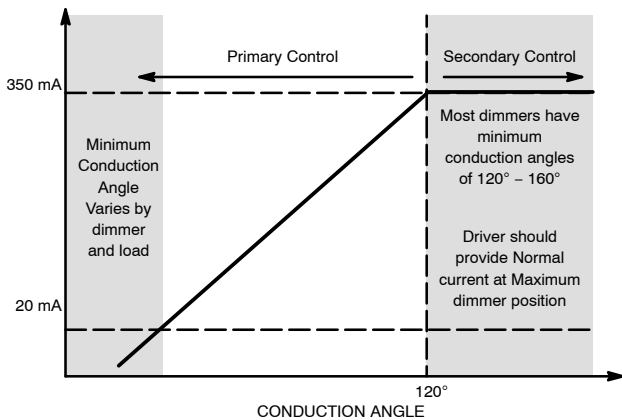 Primary Control
Secondary Control
350 mA
Minimum
Conduction
Angle
Varies by
dimmer
and load
Most dimmers have
minimum
conduction angles
of 120° – 160°
Driver should
provide Normal
current at Maximum
dimmer position
20 mA
120°
CONDUCTION ANGLE